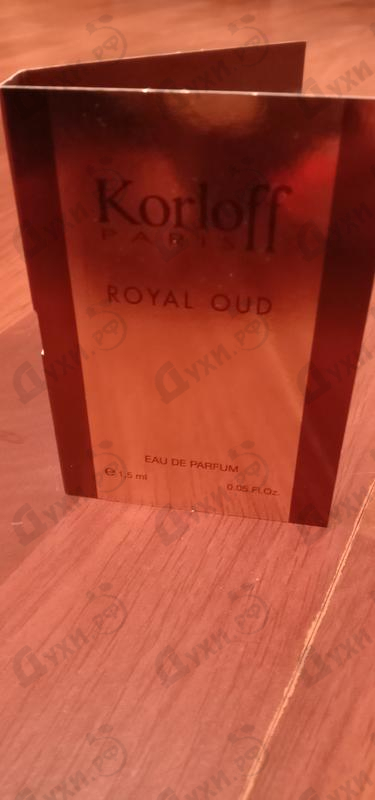 Korloff
PARIS
ROYAL OUD
EAU DE PARFUM
℮ 1,5 ml
0.05 Fl.Oz.
Духи.рф